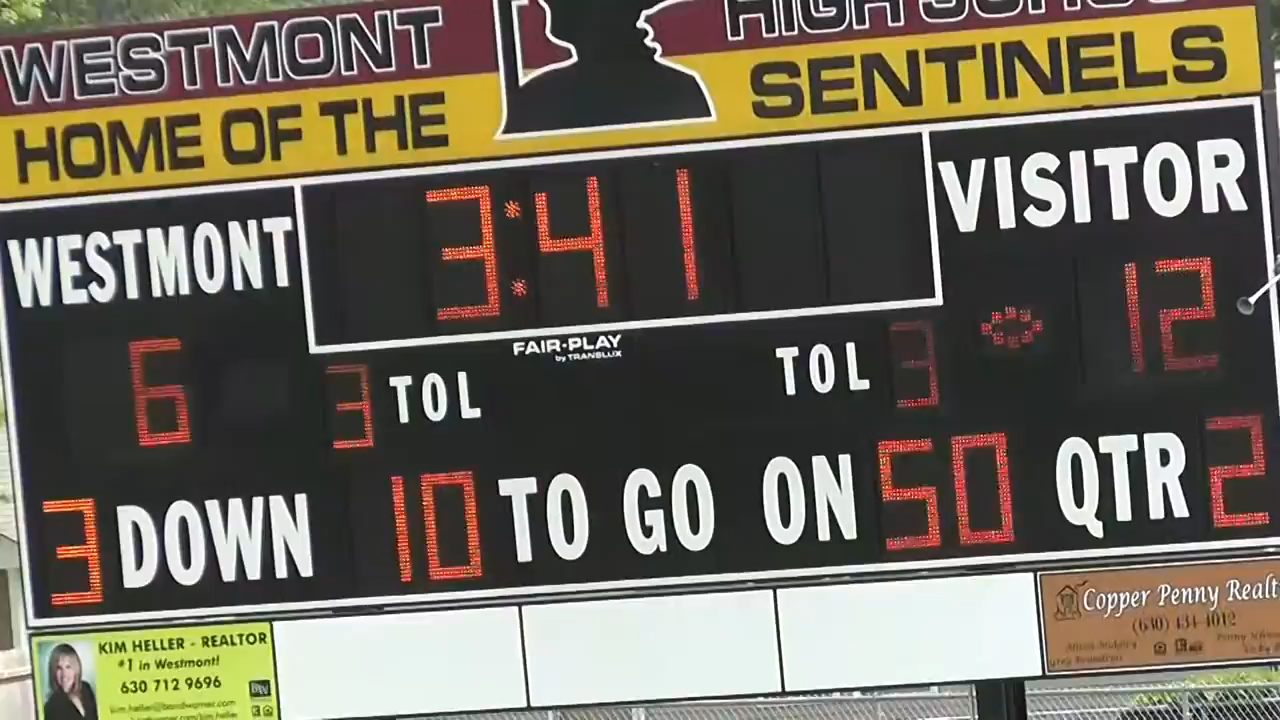 WESTMONT HIGH SCHOOL
HOME OF THE SENTINELS
WESTMONT 3:41 VISITOR
FAIR-PLAY
by TRANSLUX
6 3 TOL TOL 3 12
3 DOWN 10 TO GO ON 50 QTR 2
KIM HELLER - REALTOR
#1 in Westmont!
630 712 9696
Copper Penny Realt
(630) 434-4012